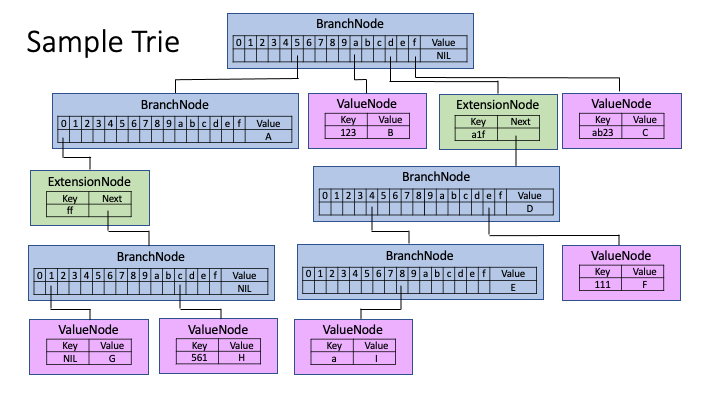 Sample Trie
BranchNode
0 1 2 3 4 5 6 7 8 9 a b c d e f Value
NIL
BranchNode
0 1 2 3 4 5 6 7 8 9 a b c d e f Value
A
ValueNode
Key Value
123 B
ExtensionNode
Key Next
a1f
ValueNode
Key Value
ab23 C
ExtensionNode
Key Next
ff
BranchNode
0 1 2 3 4 5 6 7 8 9 a b c d e f Value
D
BranchNode
0 1 2 3 4 5 6 7 8 9 a b c d e f Value
NIL
BranchNode
0 1 2 3 4 5 6 7 8 9 a b c d e f Value
E
ValueNode
Key Value
111 F
ValueNode
Key Value
NIL G
ValueNode
Key Value
561 H
ValueNode
Key Value
a I